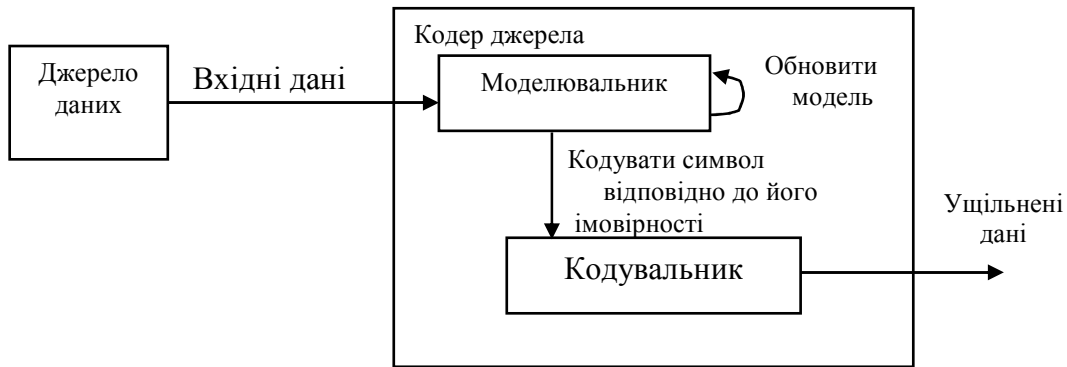 Кодер джерела
Джерело
даних
Вхідні дані
Моделювальник
Обновити
модель
Кодувати символ
відповідно до його
імовірності
Ущільнені
дані
Кодувальник